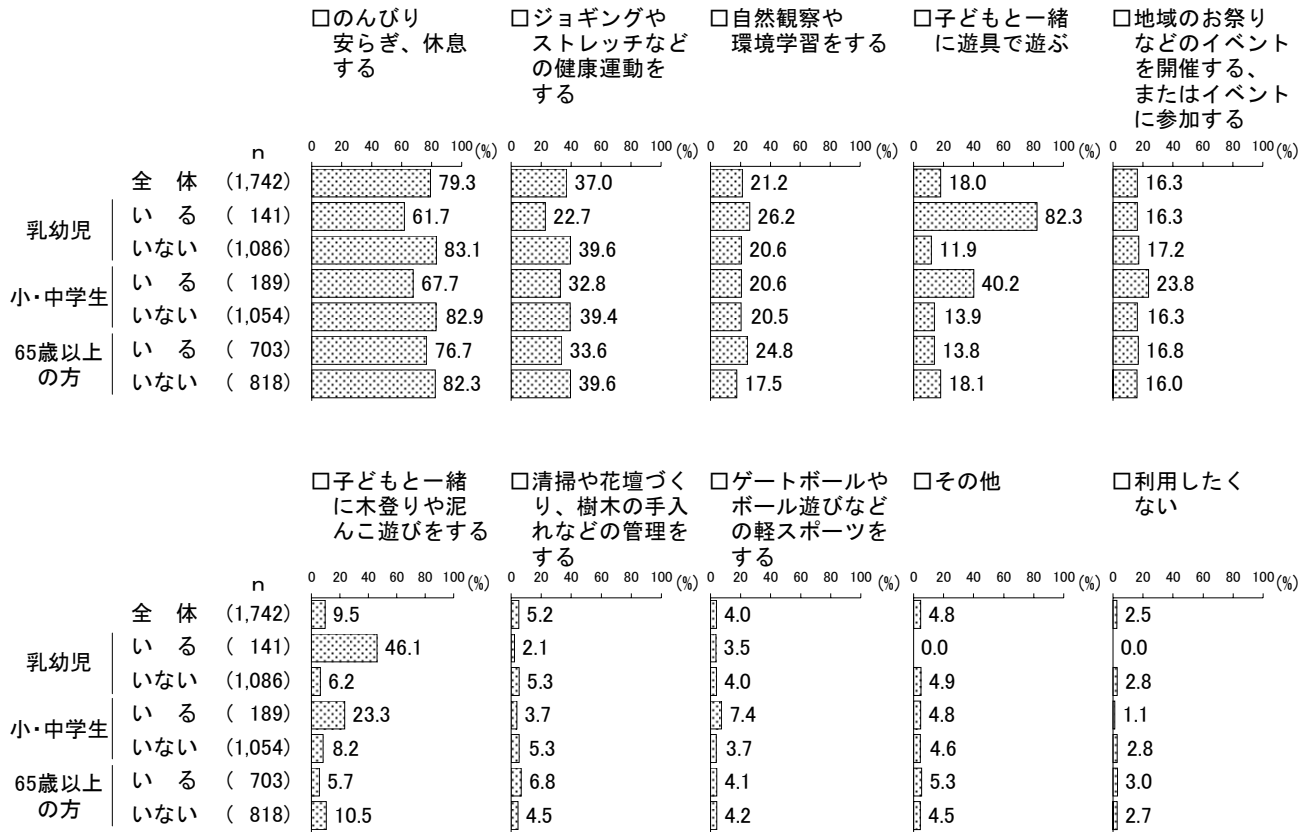 □のんびり
安らぎ、休息
する
□ジョギングや
ストレッチなど
の健康運動を
する
□自然観察や
環境学習をする
□子どもと一緒
に遊具で遊ぶ
□地域のお祭り
などのイベント
を開催する、
またはイベント
に参加する
n 0 20 40 60 80 100 (%) 0 20 40 60 80 100 (%) 0 20 40 60 80 100 (%) 0 20 40 60 80 100 (%) 0 20 40 60 80 100 (%)
全 体 (1,742) 79.3 37.0 21.2 18.0 16.3
乳幼児
い る ( 141) 61.7 22.7 26.2 82.3 16.3
いない (1,086) 83.1 39.6 20.6 11.9 17.2
小・中学生
い る ( 189) 67.7 32.8 20.6 40.2 23.8
いない (1,054) 82.9 39.4 20.5 13.9 16.3
65歳以上
の方
い る ( 703) 76.7 33.6 24.8 13.8 16.8
いない ( 818) 82.3 39.6 17.5 18.1 16.0
□子どもと一緒
に木登りや泥
んこ遊びをする
□清掃や花壇づく
り、樹木の手入
れなどの管理を
する
□ゲートボールや
ボール遊びなど
の軽スポーツを
する
□その他
□利用したく
ない
n 0 20 40 60 80 100 (%) 0 20 40 60 80 100 (%) 0 20 40 60 80 100 (%) 0 20 40 60 80 100 (%) 0 20 40 60 80 100 (%)
全 体 (1,742) 9.5 5.2 4.0 4.8 2.5
乳幼児
い る ( 141) 46.1 2.1 3.5 0.0 0.0
いない (1,086) 6.2 5.3 4.0 4.9 2.8
小・中学生
い る ( 189) 23.3 3.7 7.4 4.8 1.1
いない (1,054) 8.2 5.3 3.7 4.6 2.8
65歳以上
の方
い る ( 703) 5.7 6.8 4.1 5.3 3.0
いない ( 818) 10.5 4.5 4.2 4.5 2.7